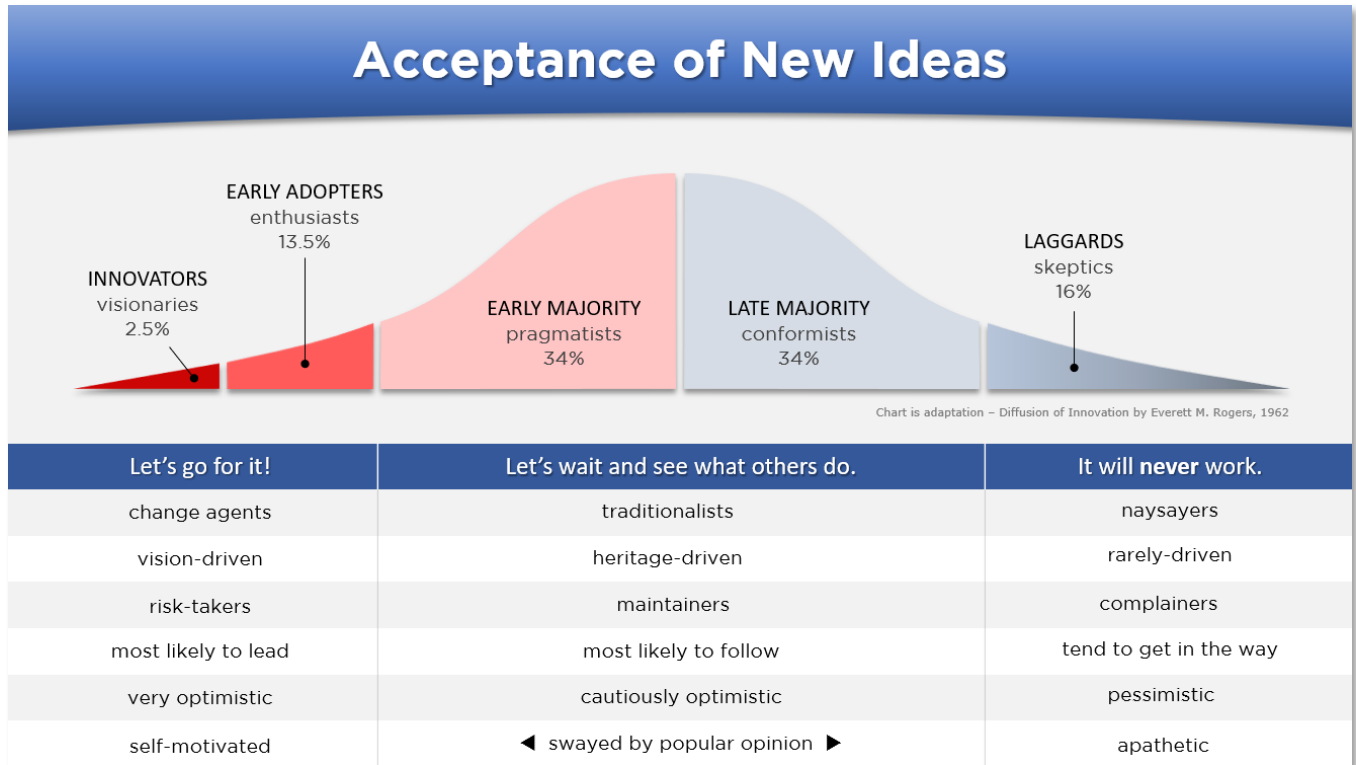 Acceptance of New Ideas
EARLY ADOPTERS
enthusiasts
13.5%
INNOVATORS
visionaries
2.5%
EARLY MAJORITY
pragmatists
34%
LATE MAJORITY
conformists
34%
LAGGARDS
skeptics
16%
Chart is adaptation – Diffusion of Innovation by Everett M. Rogers, 1962
Let's go for it!
Let's wait and see what others do.
It will never work.
change agents
traditionalists
naysayers
vision-driven
heritage-driven
rarely-driven
risk-takers
maintainers
complainers
most likely to lead
most likely to follow
tend to get in the way
very optimistic
cautiously optimistic
pessimistic
self-motivated
◀ swayed by popular opinion ▶
apathetic